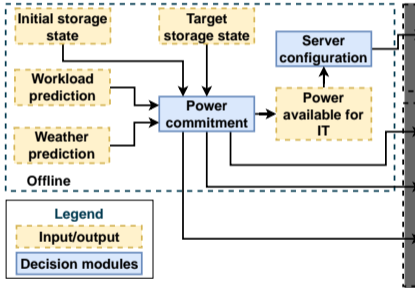 Initial storage
state
Target
storage state
Server
configuration
Workload
prediction
Power
commitment
Power
available for
IT
Weather
prediction
Offline
Legend
Input/output
Decision modules